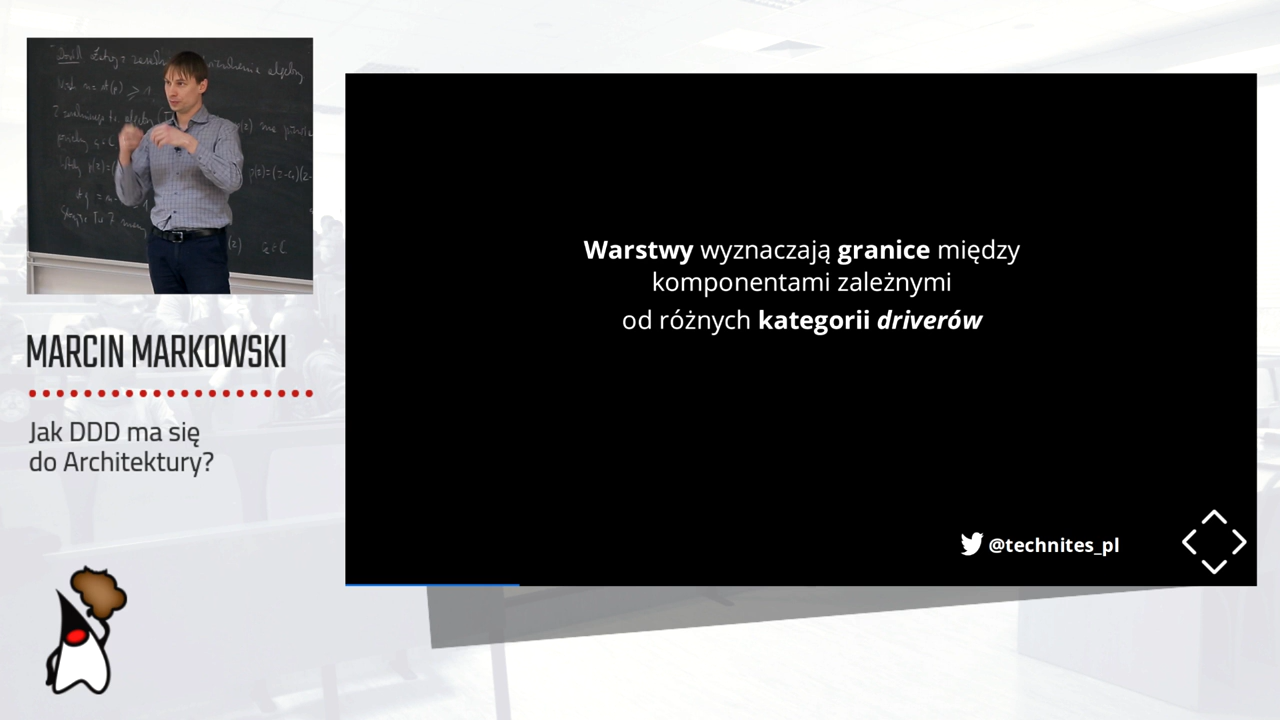 MARCIN MARKOWSKI
Jak DDD ma się
do Architektury?
Warstwy wyznaczają granice między
komponentami zależnymi
od różnych kategorii driverów
@technites_pl